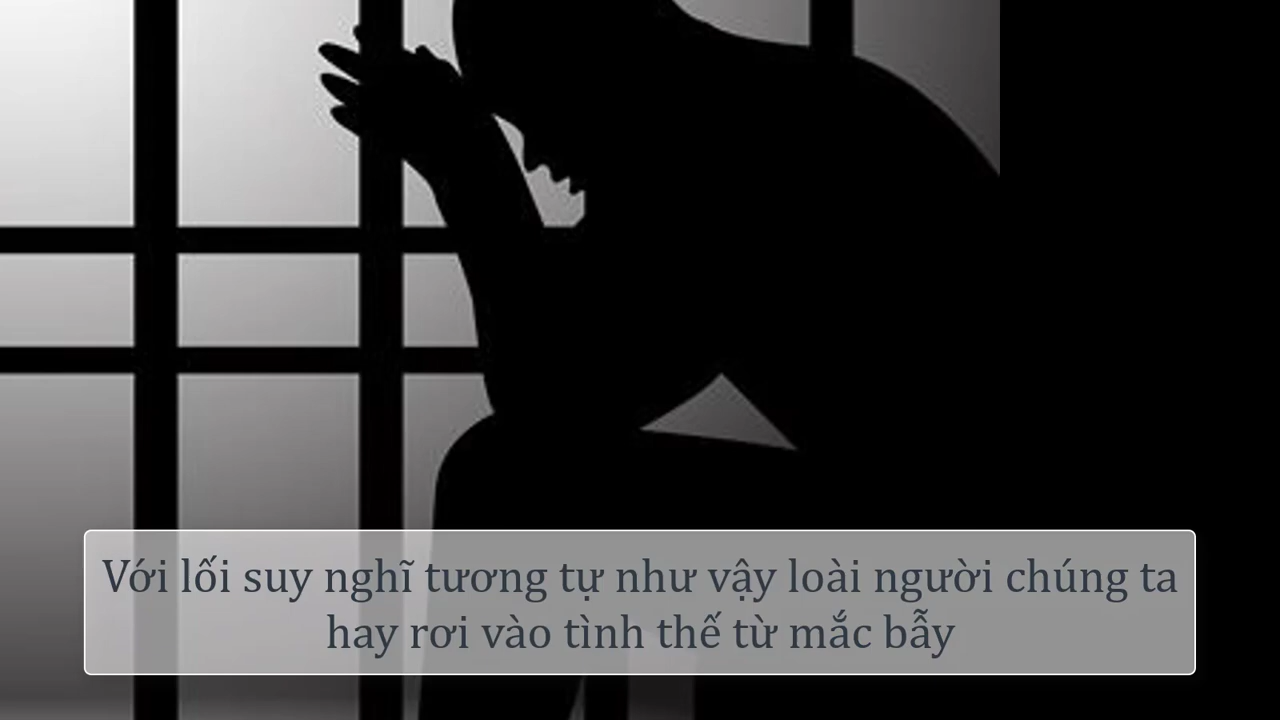 Với lối suy nghĩ tương tự như vậy loài người chúng ta
hay rơi vào tình thế từ mắc bẫy